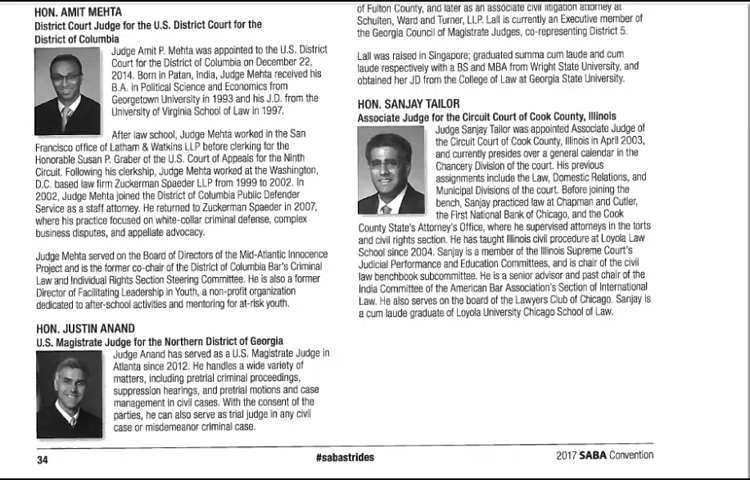 HON. AMIT MEHTA
District Court Judge for the U.S. District Court for the
District of Columbia
Judge Amit P. Mehta was appointed to the U.S. District
Court for the District of Columbia on December 22,
2014. Born in Patan, India, Judge Mehta received his
B.A. in Political Science and Economics from
Georgetown University in 1993 and his J.D. from the
University of Virginia School of Law in 1997.
After law school, Judge Mehta worked in the San
Francisco office of Latham & Watkins LLP before clerking for the
Honorable Susan P. Graber of the U.S. Court of Appeals for the Ninth
Circuit. Following his clerkship, Judge Mehta worked at the Washington,
D.C. based law firm Zuckerman Spaeder LLP from 1999 to 2002. In
2002, Judge Mehta joined the District of Columbia Public Defender
Service as a staff attorney. He returned to Zuckerman Spaeder in 2007,
where his practice focused on white-collar criminal defense, complex
business disputes, and appellate advocacy.
Judge Mehta served on the Board of Directors of the Mid-Atlantic Innocence
Project and is the former co-chair of the District of Columbia Bar's Criminal
Law and Individual Rights Section Steering Committee. He is also a former
Director of Facilitating Leadership in Youth, a non-profit organization
dedicated to after-school activities and mentoring for at-risk youth.
HON. JUSTIN ANAND
U.S. Magistrate Judge for the Northern District of Georgia
Judge Anand has served as a U.S. Magistrate Judge in
Atlanta since 2012. He handles a wide variety of
matters, including pretrial criminal proceedings,
suppression hearings, and pretrial motions and case
management in civil cases. With the consent of the
parties, he can also serve as trial judge in any civil
case or misdemeanor criminal case.
of Fulton County, and later as an associate civil litigation attorney at
Schulten, Ward and Turner, LLP. Lall is currently an Executive member of
the Georgia Council of Magistrate Judges, co-representing District 5.
Lall was raised in Singapore; graduated summa cum laude and cum
laude respectively with a BS and MBA from Wright State University, and
obtained her JD from the College of Law at Georgia State University.
HON. SANJAY TAILOR
Associate Judge for the Circuit Court of Cook County, Illinois
Judge Sanjay Tailor was appointed Associate Judge of
the Circuit Court of Cook County, Illinois in April 2003,
and currently presides over a general calendar in the
Chancery Division of the court. His previous
assignments include the Law, Domestic Relations, and
Municipal Divisions of the court. Before joining the
bench, Sanjay practiced law at Chapman and Cutler,
the First National Bank of Chicago, and the Cook
County State's Attorney's Office, where he supervised attorneys in the torts
and civil rights section. He has taught Illinois civil procedure at Loyola Law
School since 2004. Sanjay is a member of the Illinois Supreme Court's
Judicial Performance and Education Committees, and is chair of the civil
law benchbook subcommittee. He is a senior advisor and past chair of the
India Committee of the American Bar Association's Section of International
Law. He also serves on the board of the Lawyers Club of Chicago. Sanjay is
a cum laude graduate of Loyola University Chicago School of Law.
34
#sabastrides
2017 SABA Convention